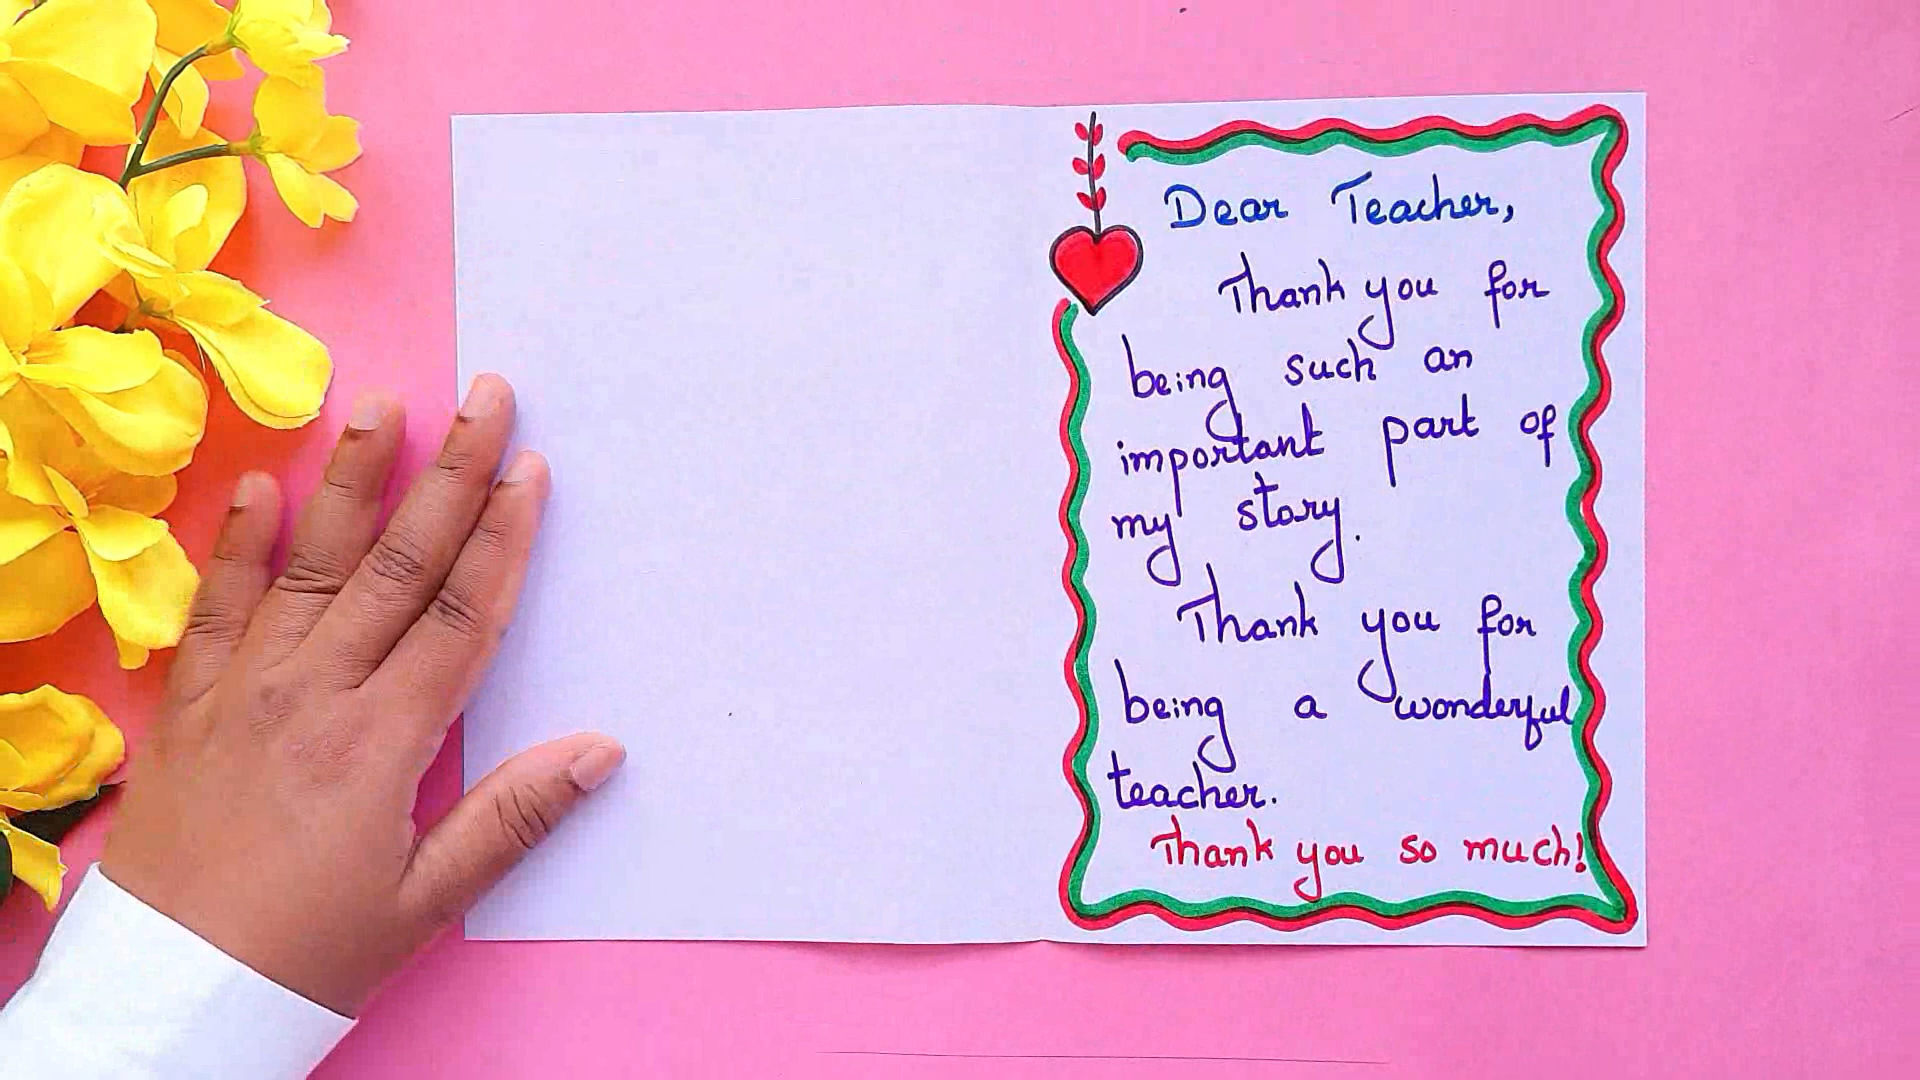 Dear Teacher,
Thank you for
being such an
important part of
my story.
Thank you for
being a wonderful
teacher.
Thank you so much!